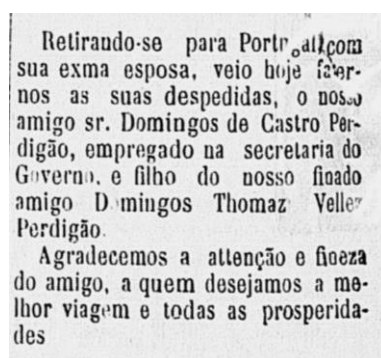 Retirando-se para Portugal com
sua exma esposa, veio hoje fazer-
nos as suas despedidas, o nosso
amigo sr. Domingos de Castro Per-
digão, empregado na secretaria do
Governo, e filho do nosso finado
amigo Domingos Thomaz Velles
Perdigão.
Agradecemos a attenção e fineza
do amigo, a quem desejamos a me-
lhor viagem e todas as prosperida-
des